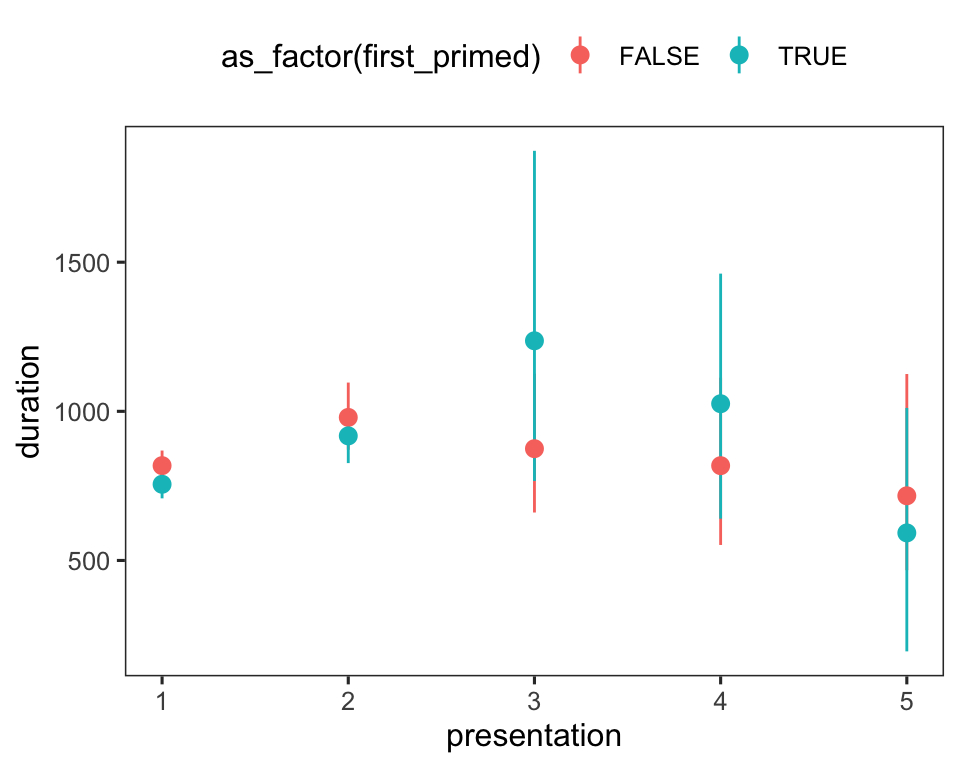 as_factor(first_primed) FALSE TRUE
1500
1000
500
duration
1 2 3 4 5
presentation